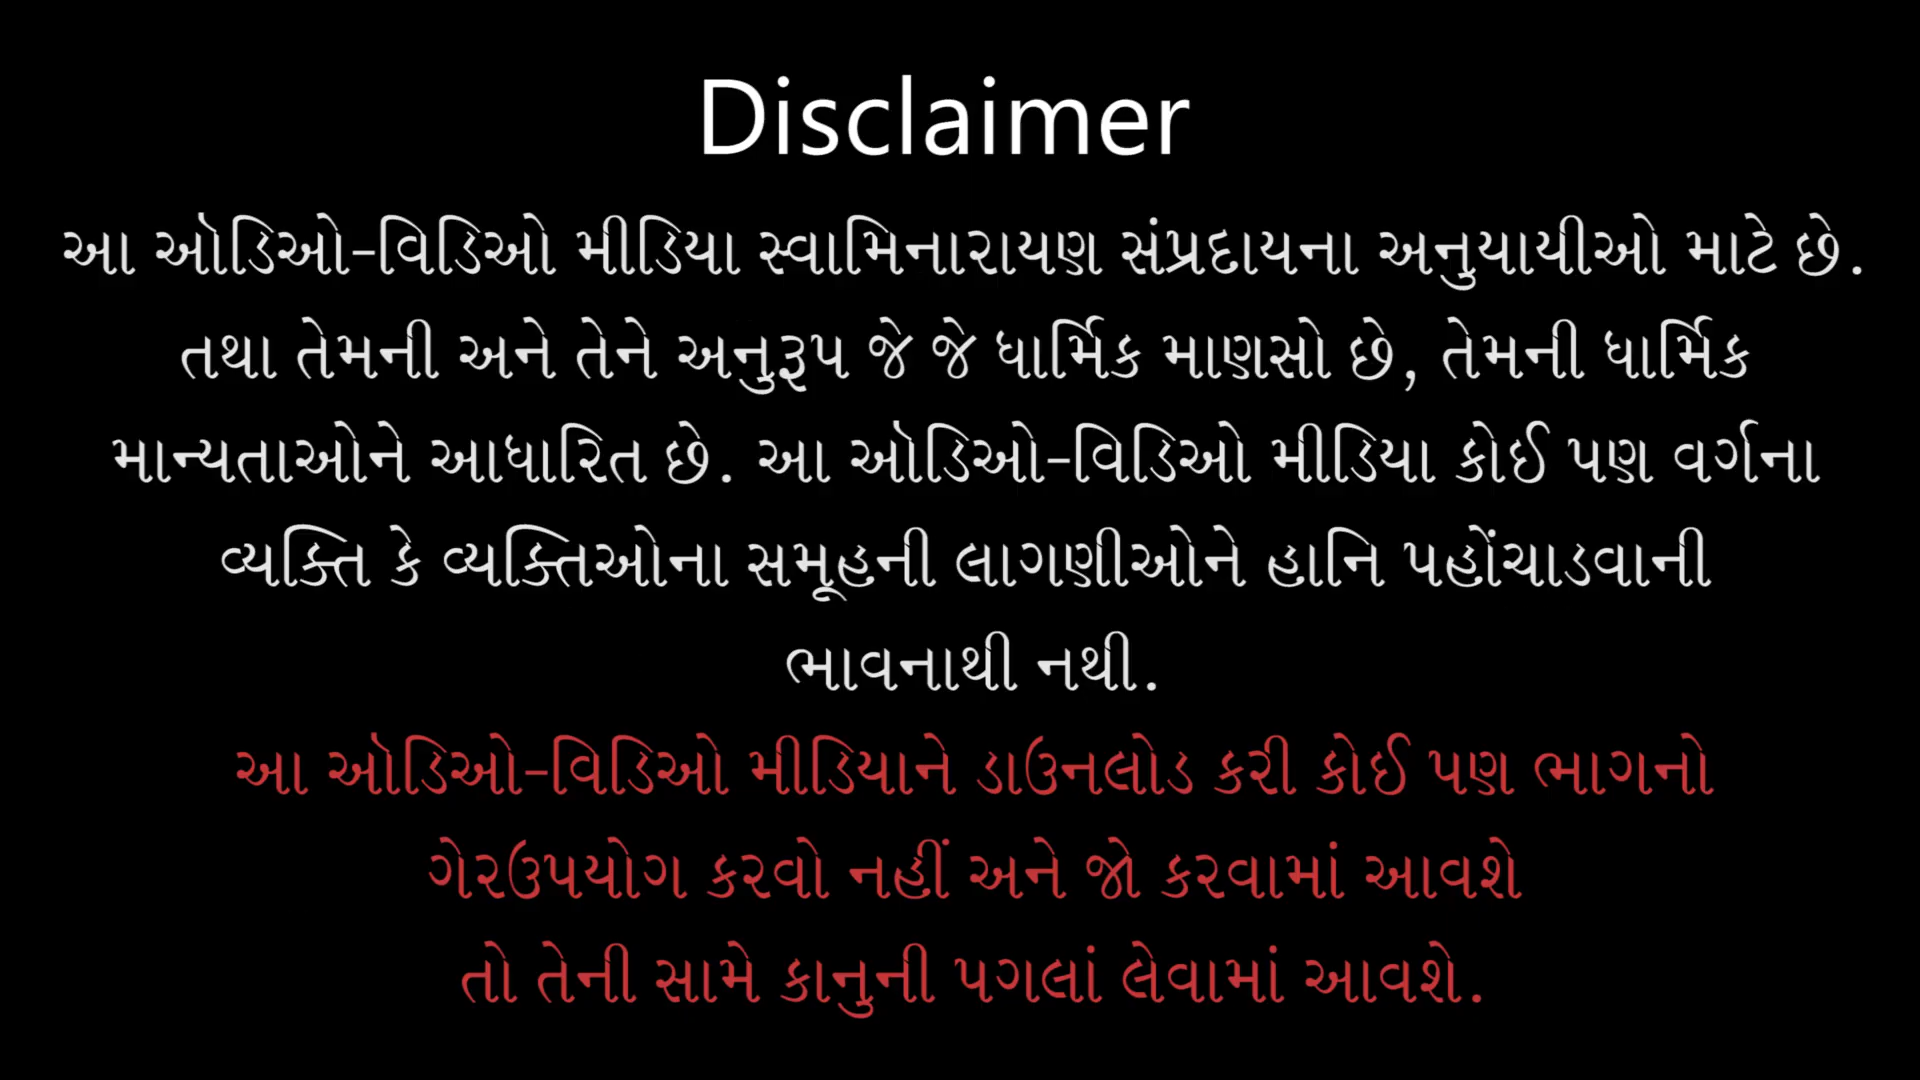 Disclaimer
આ ઑડિઓ-વિડિઓ મીડિયા સ્વામિનારાયણ સંપ્રદાયના અનુયાયીઓ માટે છે.
તથા તેમની અને તેને અનુરૂપ જે જે ધાર્મિક માણસો છે, તેમની ધાર્મિક
માન્યતાઓને આધારિત છે. આ ઑડિઓ-વિડિઓ મીડિયા કોઈ પણ વર્ગના
વ્યક્તિ કે વ્યક્તિઓના સમૂહની લાગણીઓને હાનિ પહોંચાડવાની
ભાવનાથી નથી.
આ ઑડિઓ-વિડિઓ મીડિયાને ડાઉનલોડ કરી કોઈ પણ ભાગનો
ગેરઉપયોગ કરવો નહીં અને જો કરવામાં આવશે
તો તેની સામે કાનુની પગલાં લેવામાં આવશે.